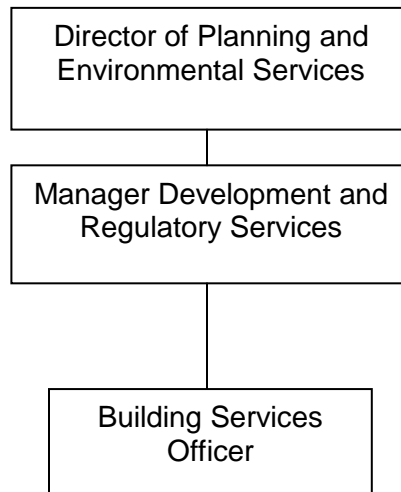 Director of Planning and
Environmental Services
Manager Development and
Regulatory Services
Building Services
Officer